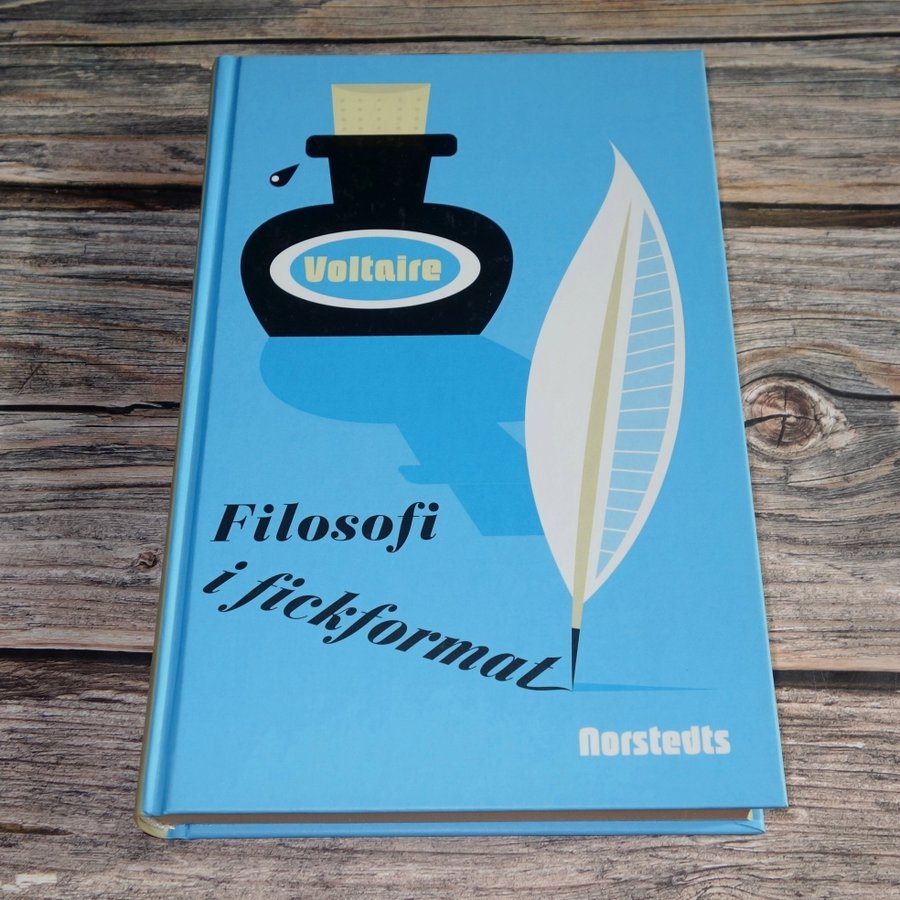 Voltaire
Filosofi
i fickformat
Norstedts